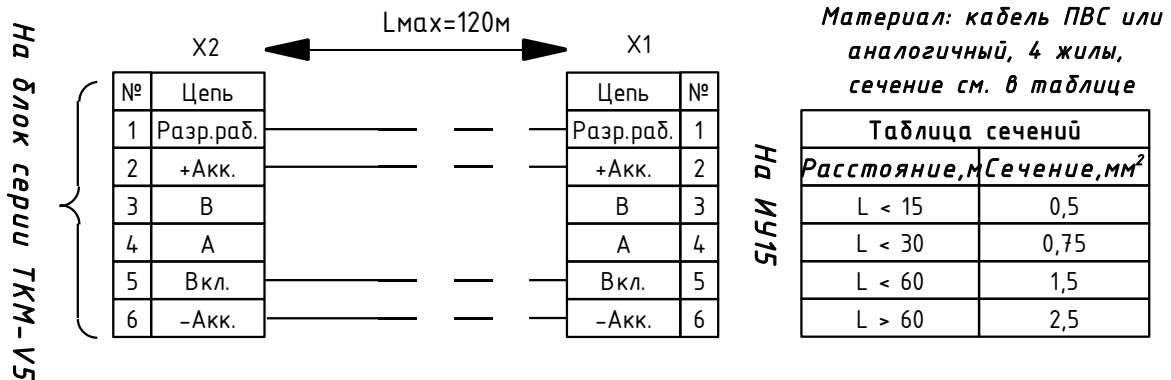 На блок серии ТКМ-V5
X2
Lмах=120м
X1
№ Цепь
1 Разр.раб.
2 +Акк.
3 В
4 А
5 Вкл.
6 -Акк.
Цепь №
Разр.раб. 1
+Акк. 2
В 3
А 4
Вкл. 5
-Акк. 6
На ИУ15
Материал: кабель ПВС или
аналогичный, 4 жилы,
сечение см. в таблице
Таблица сечений
Расстояние,м Сечение,мм²
L < 15 0,5
L < 30 0,75
L < 60 1,5
L > 60 2,5